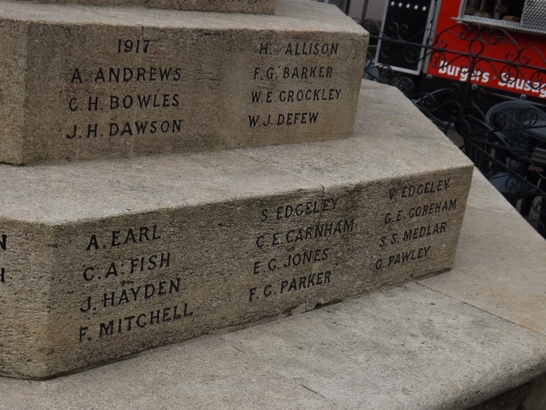 1917
A. ANDREWS
C.H. BOWLES
J.H. DAWSON
H. ALLISON
F.G. BARKER
W.E. CROCKLEY
W.J. DEFEW
A. EARL
C.A. FISH
J. HAYDEN
F. MITCHELL
S. EDGELEY
C.E. CARNHAM
E.G. JONES
F.G. PARKER
V. EDGELEY
G.E. GOREHAM
S.S. MEDLAR
G. PAWLEY
Burgers Sausag